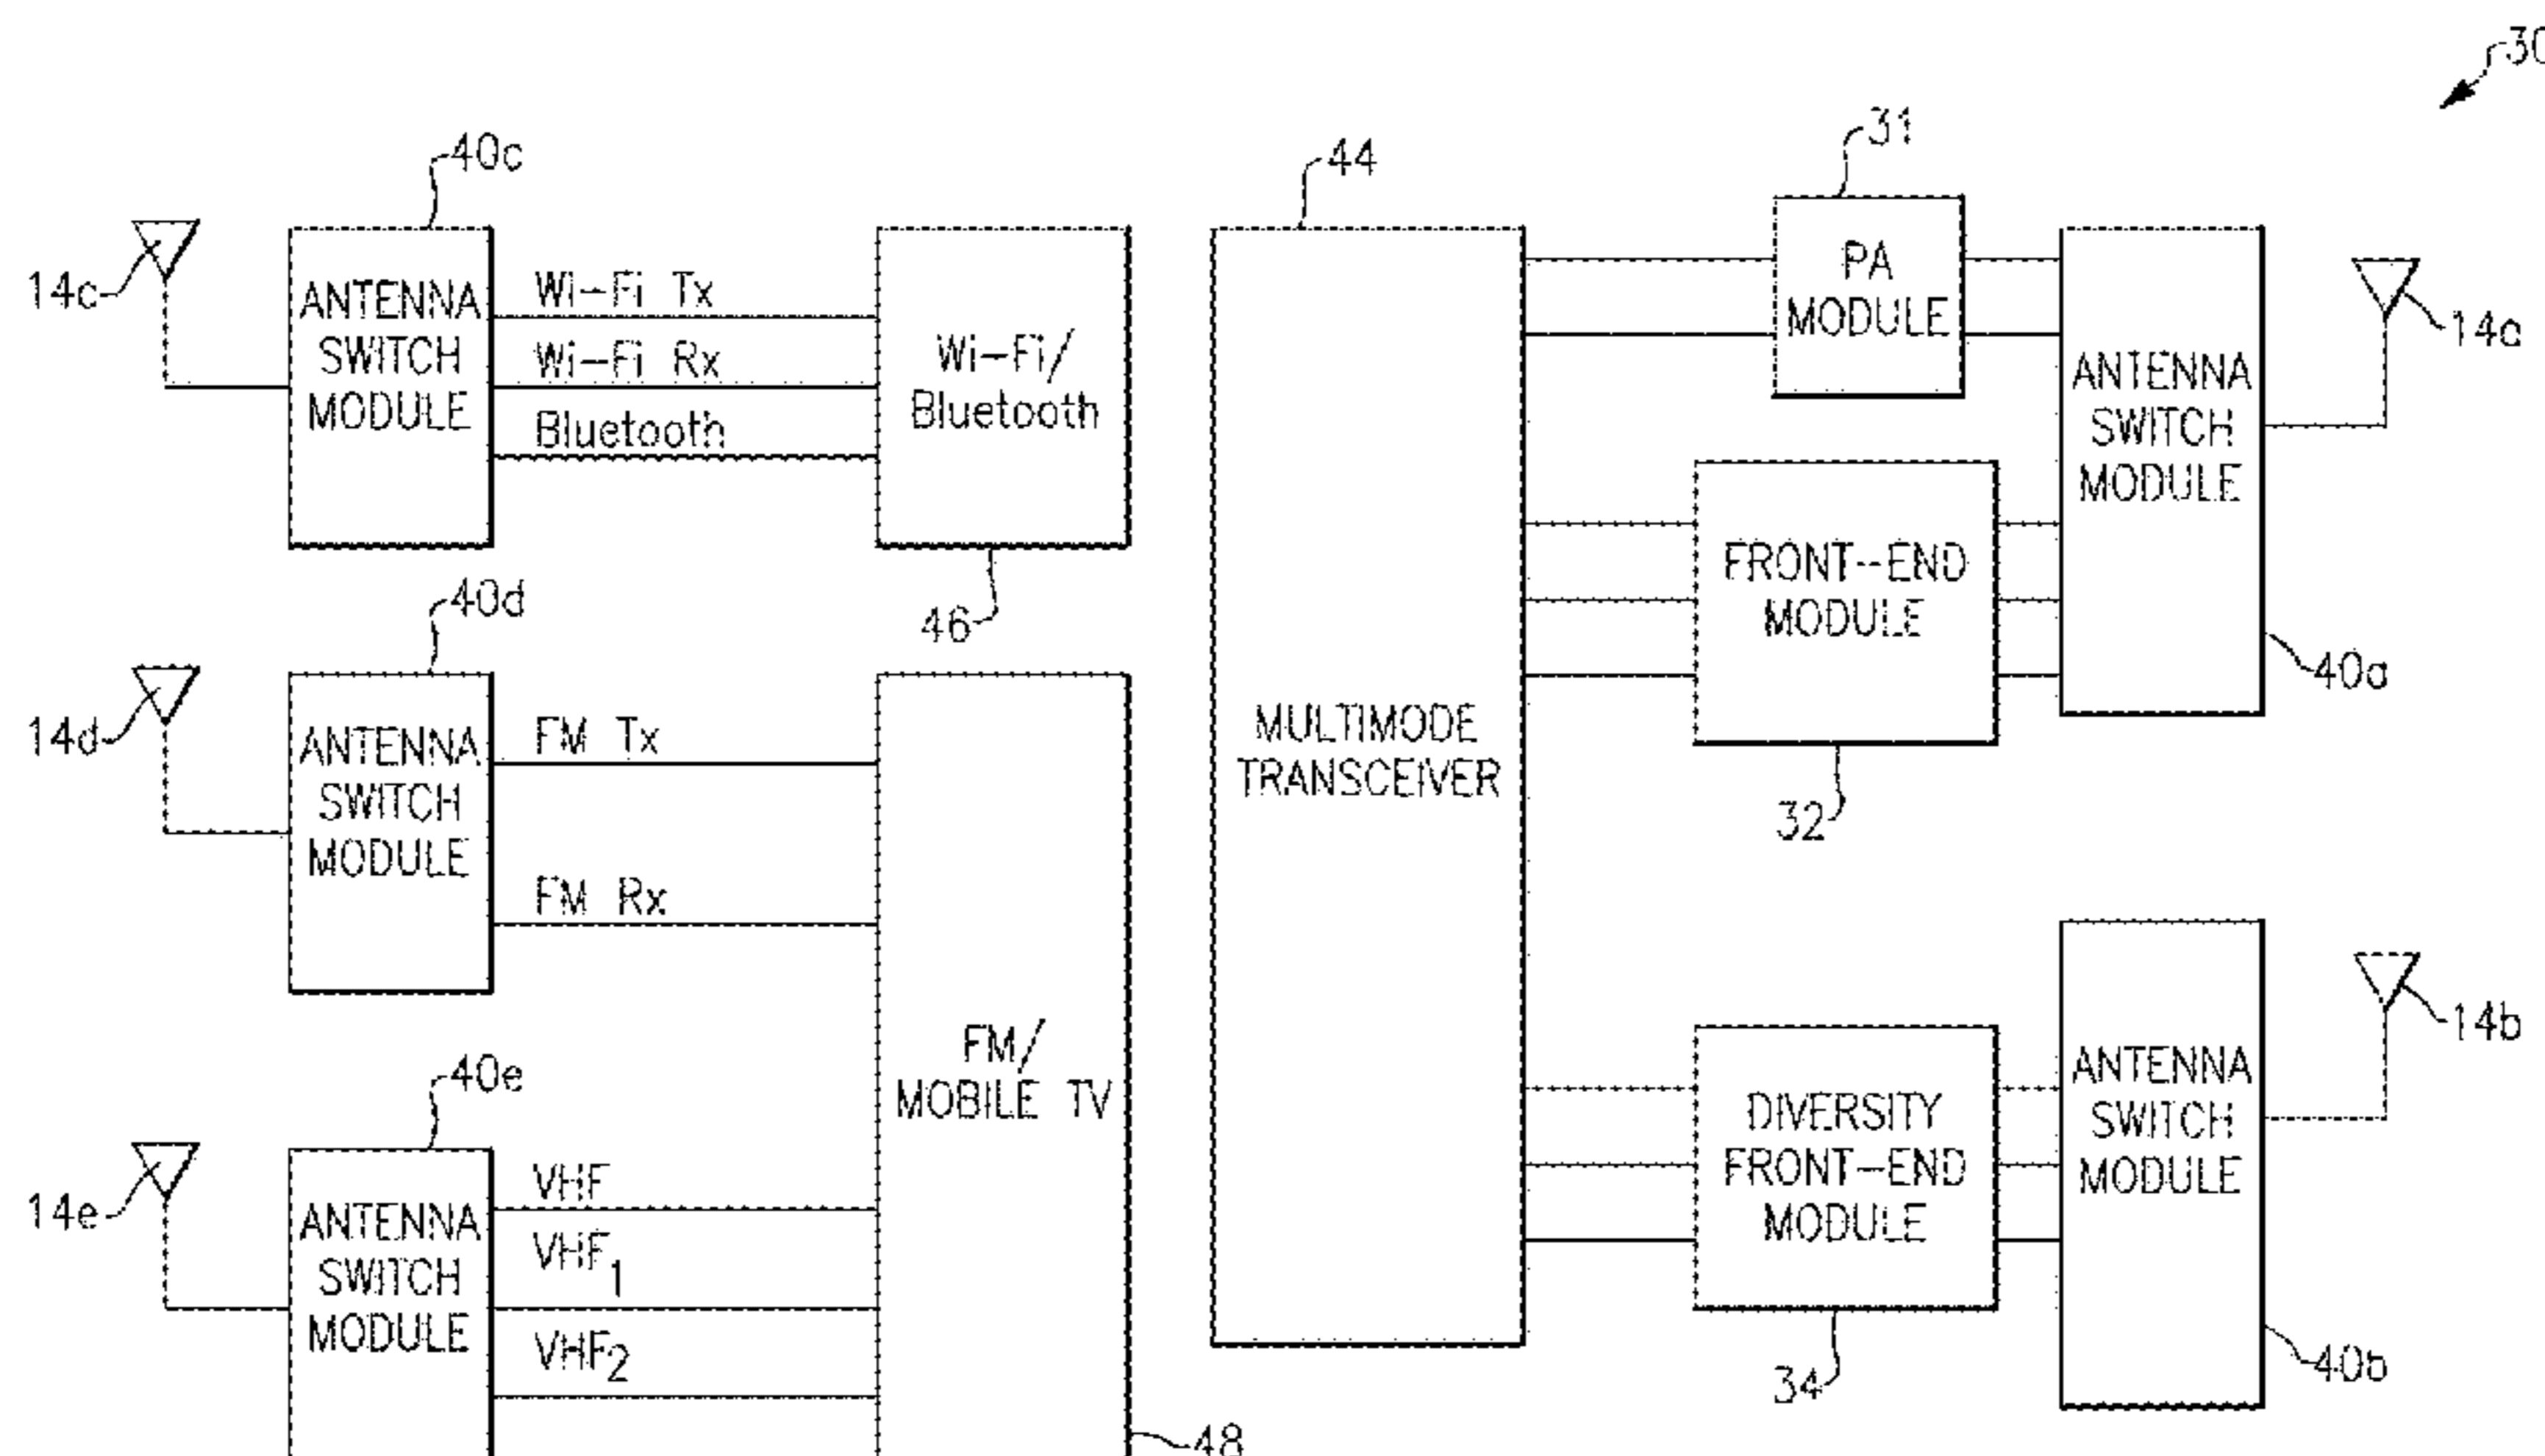 30
40c
14c
ANTENNA
SWITCH
MODULE
Wi-Fi Tx
Wi-Fi Rx
Bluetooth
Wi-Fi/
Bluetooth
46
40d
14d
ANTENNA
SWITCH
MODULE
FM Tx
FM Rx
FM/
MOBILE TV
48
40e
14e
ANTENNA
SWITCH
MODULE
VHF
VHF1
VHF2
44
MULTIMODE
TRANSCEIVER
31
PA
MODULE
FRONT-END
MODULE
32
ANTENNA
SWITCH
MODULE
14a
40a
DIVERSITY
FRONT-END
MODULE
34
ANTENNA
SWITCH
MODULE
14b
40b